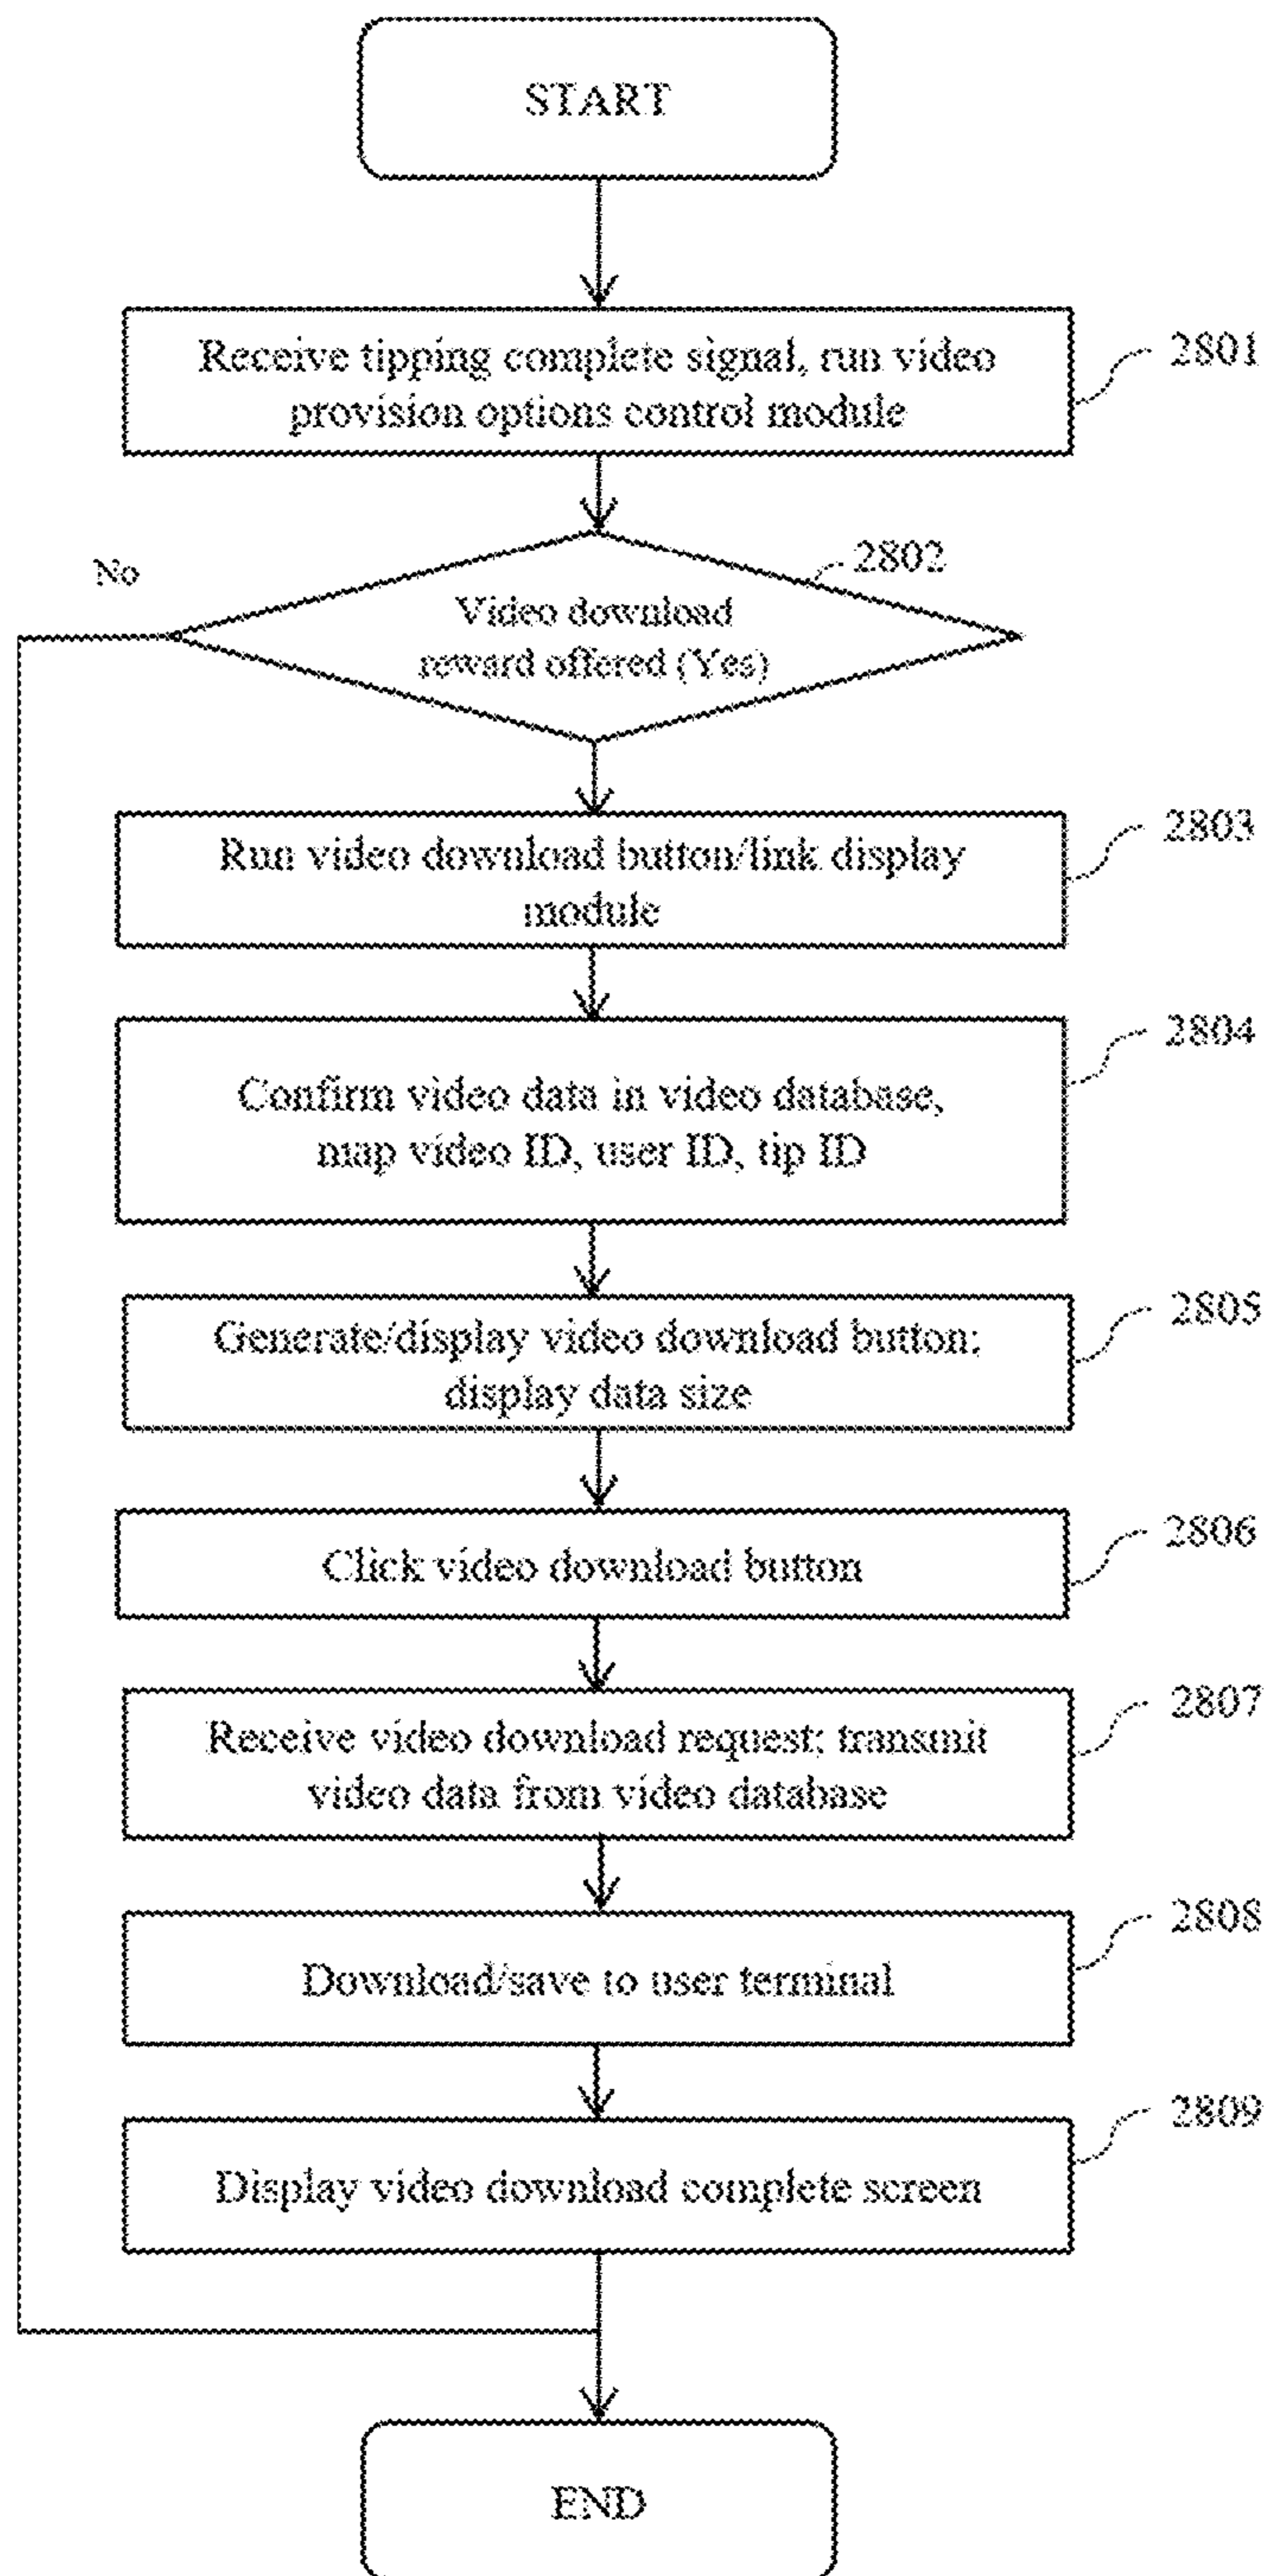 START
Receive tipping complete signal, run video
provision options control module
2801
No
2802
Video download
reward offered (Yes)
Run video download button/link display
module
2803
Confirm video data in video database,
map video ID, user ID, tip ID
2804
Generate/display video download button;
display data size
2805
Click video download button
2806
Receive video download request; transmit
video data from video database
2807
Download/save to user terminal
2808
Display video download complete screen
2809
END